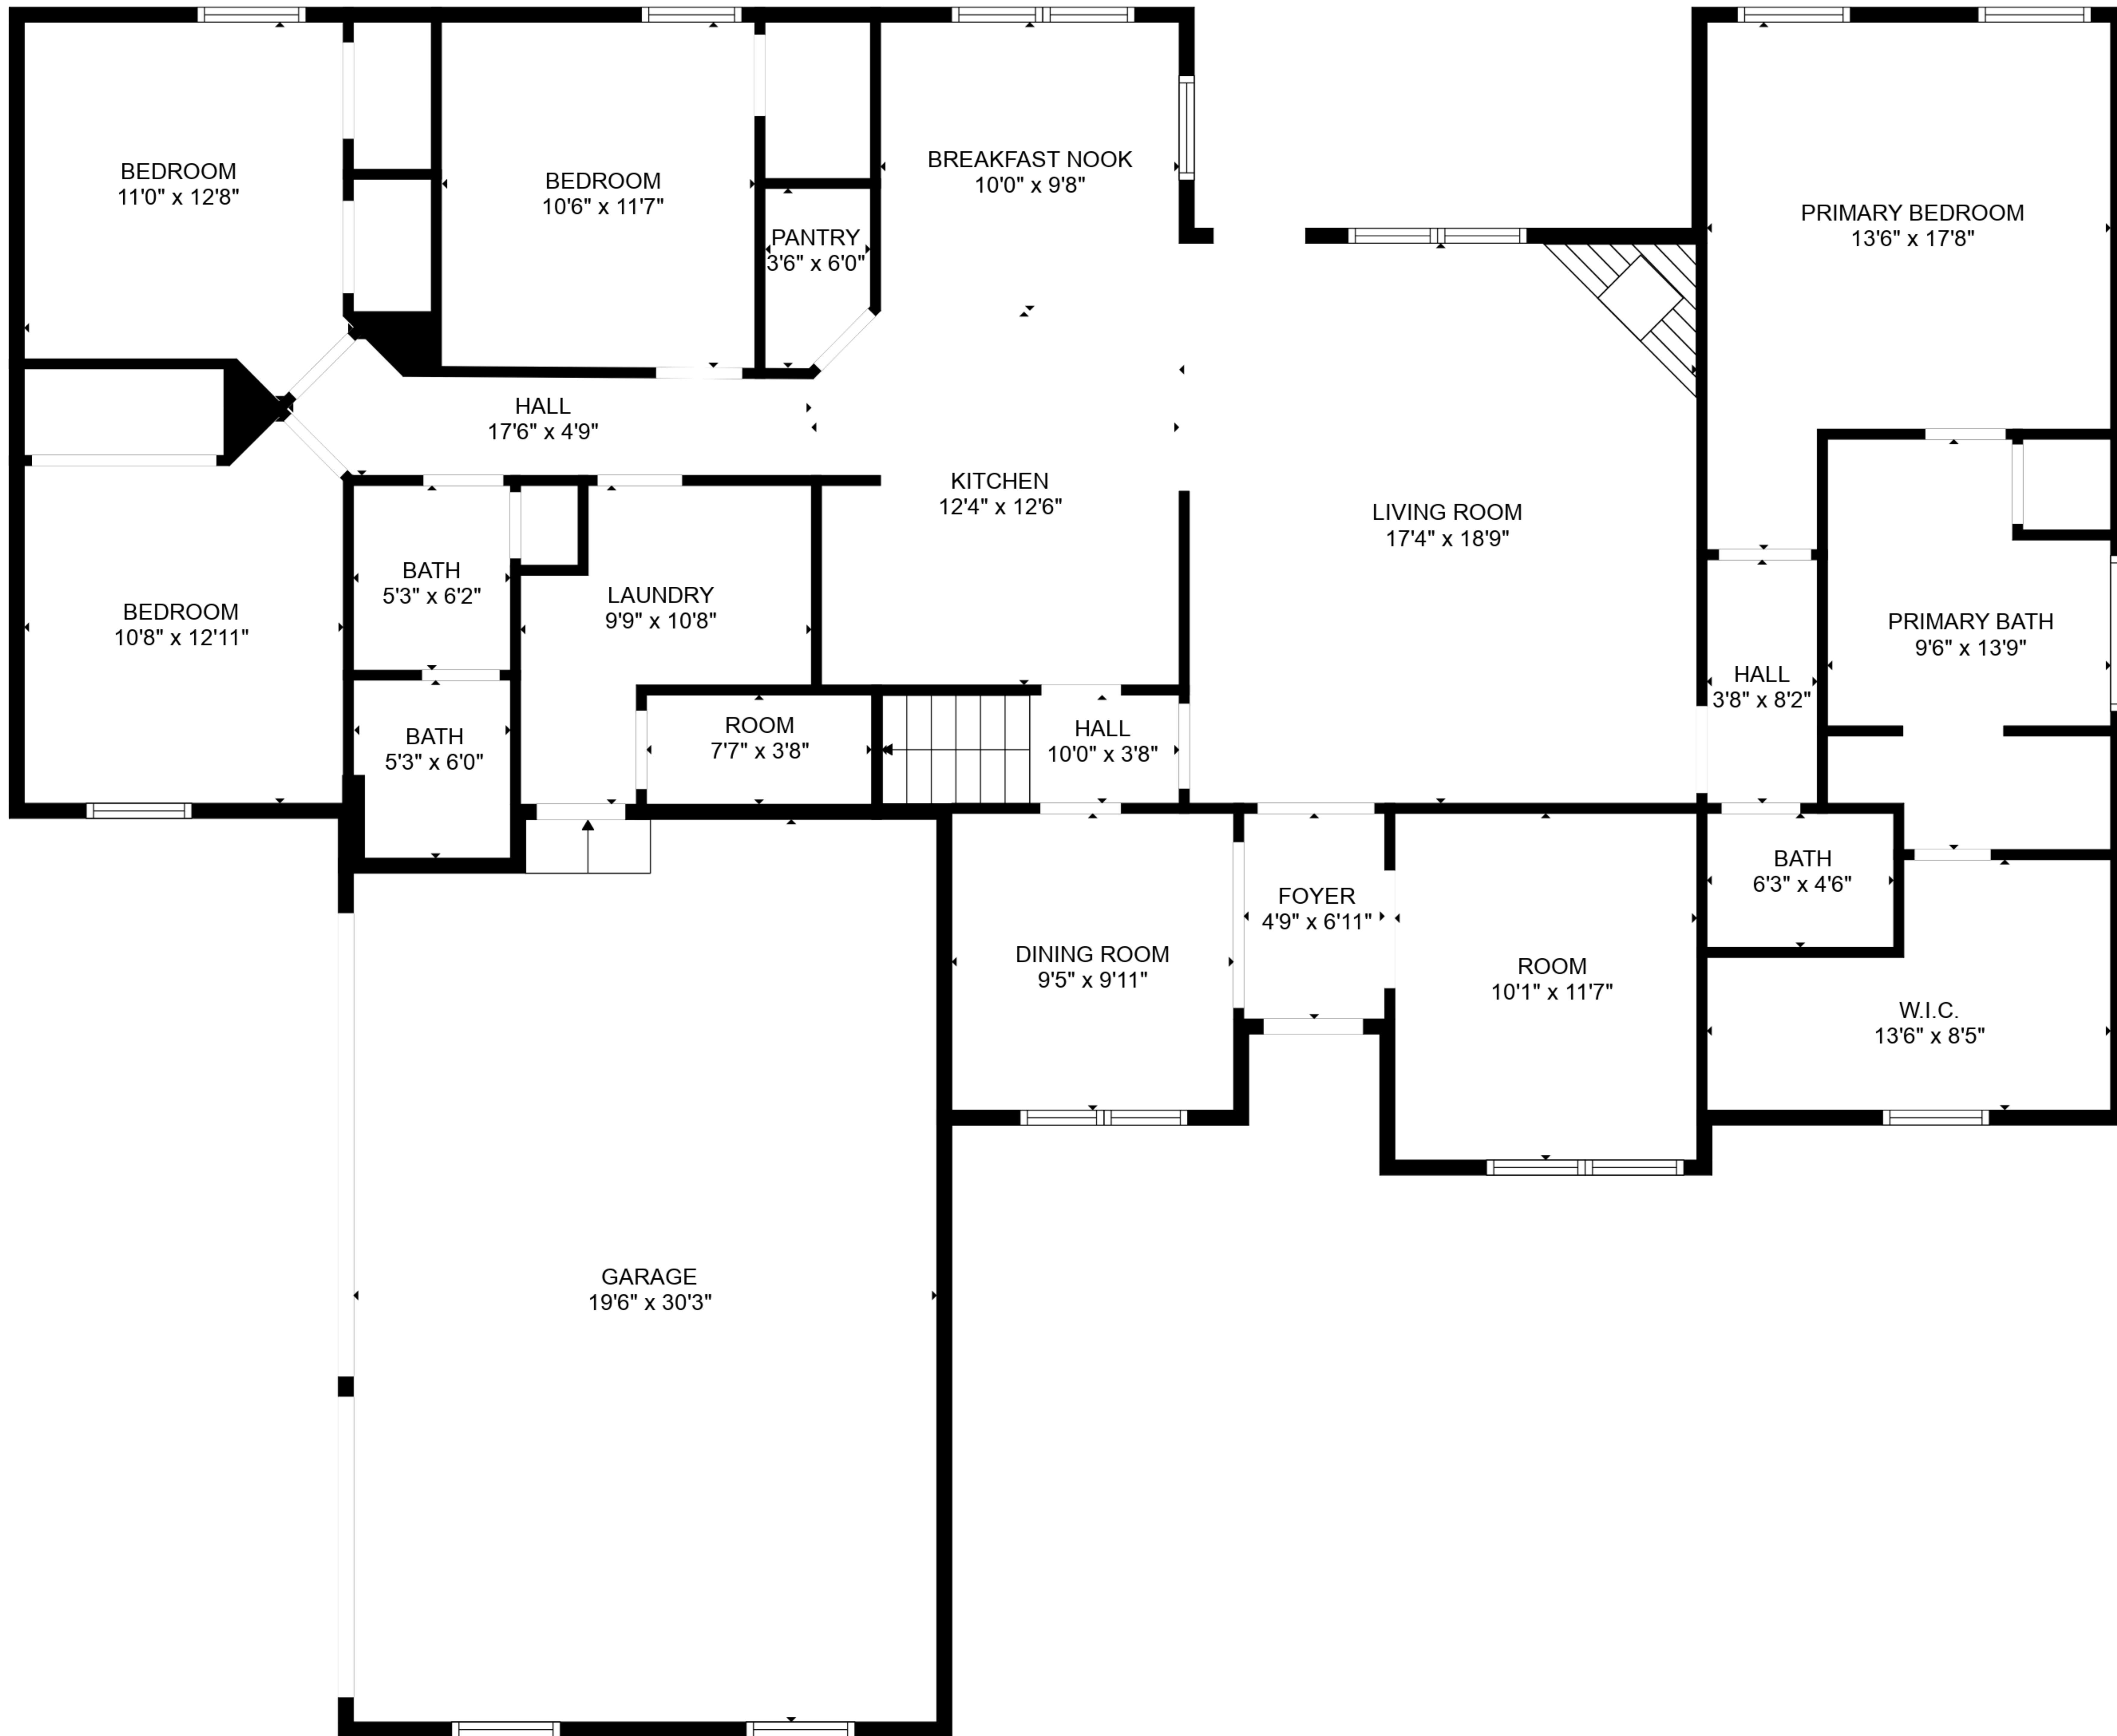 BEDROOM
11'0" x 12'8"
BEDROOM
10'6" x 11'7"
BREAKFAST NOOK
10'0" x 9'8"
PRIMARY BEDROOM
13'6" x 17'8"
PANTRY
3'6" x 6'0"
HALL
17'6" x 4'9"
KITCHEN
12'4" x 12'6"
LIVING ROOM
17'4" x 18'9"
BATH
5'3" x 6'2"
LAUNDRY
9'9" x 10'8"
BEDROOM
10'8" x 12'11"
PRIMARY BATH
9'6" x 13'9"
HALL
3'8" x 8'2"
BATH
5'3" x 6'0"
ROOM
7'7" x 3'8"
HALL
10'0" x 3'8"
BATH
6'3" x 4'6"
FOYER
4'9" x 6'11"
DINING ROOM
9'5" x 9'11"
ROOM
10'1" x 11'7"
W.I.C.
13'6" x 8'5"
GARAGE
19'6" x 30'3"